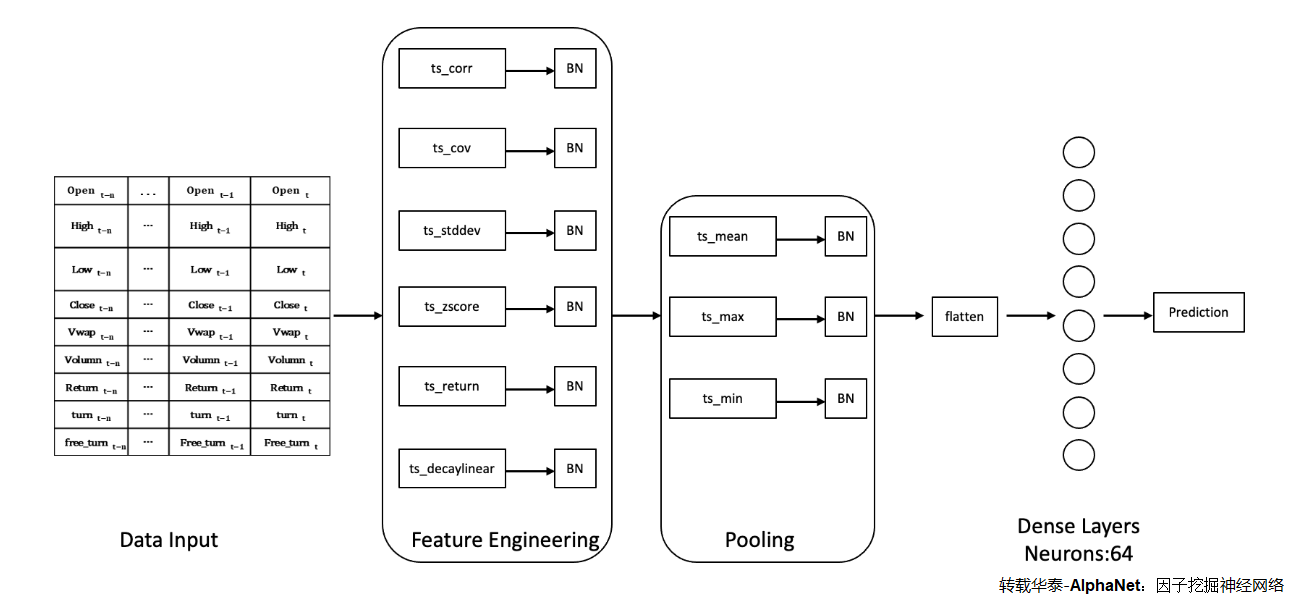 Open t-n ... Open t-1 Open t
High t-n ... High t-1 High t
Low t-n ... Low t-1 Low t
Close t-n ... Close t-1 Close t
Vwap t-n ... Vwap t-1 Vwap t
Volumn t-n ... Volumn t-1 Volumn t
Return t-n ... Return t-1 Return t
turn t-n ... turn t-1 turn t
free_turn t-n ... Free_turn t-1 Free_turn t
Data Input
ts_corr BN
ts_cov BN
ts_stddev BN
ts_zscore BN
ts_return BN
ts_decaylinear BN
Feature Engineering
ts_mean BN
ts_max BN
ts_min BN
Pooling
flatten
Dense Layers
Neurons:64
Prediction
转载华泰-AlphaNet：因子挖掘神经网络